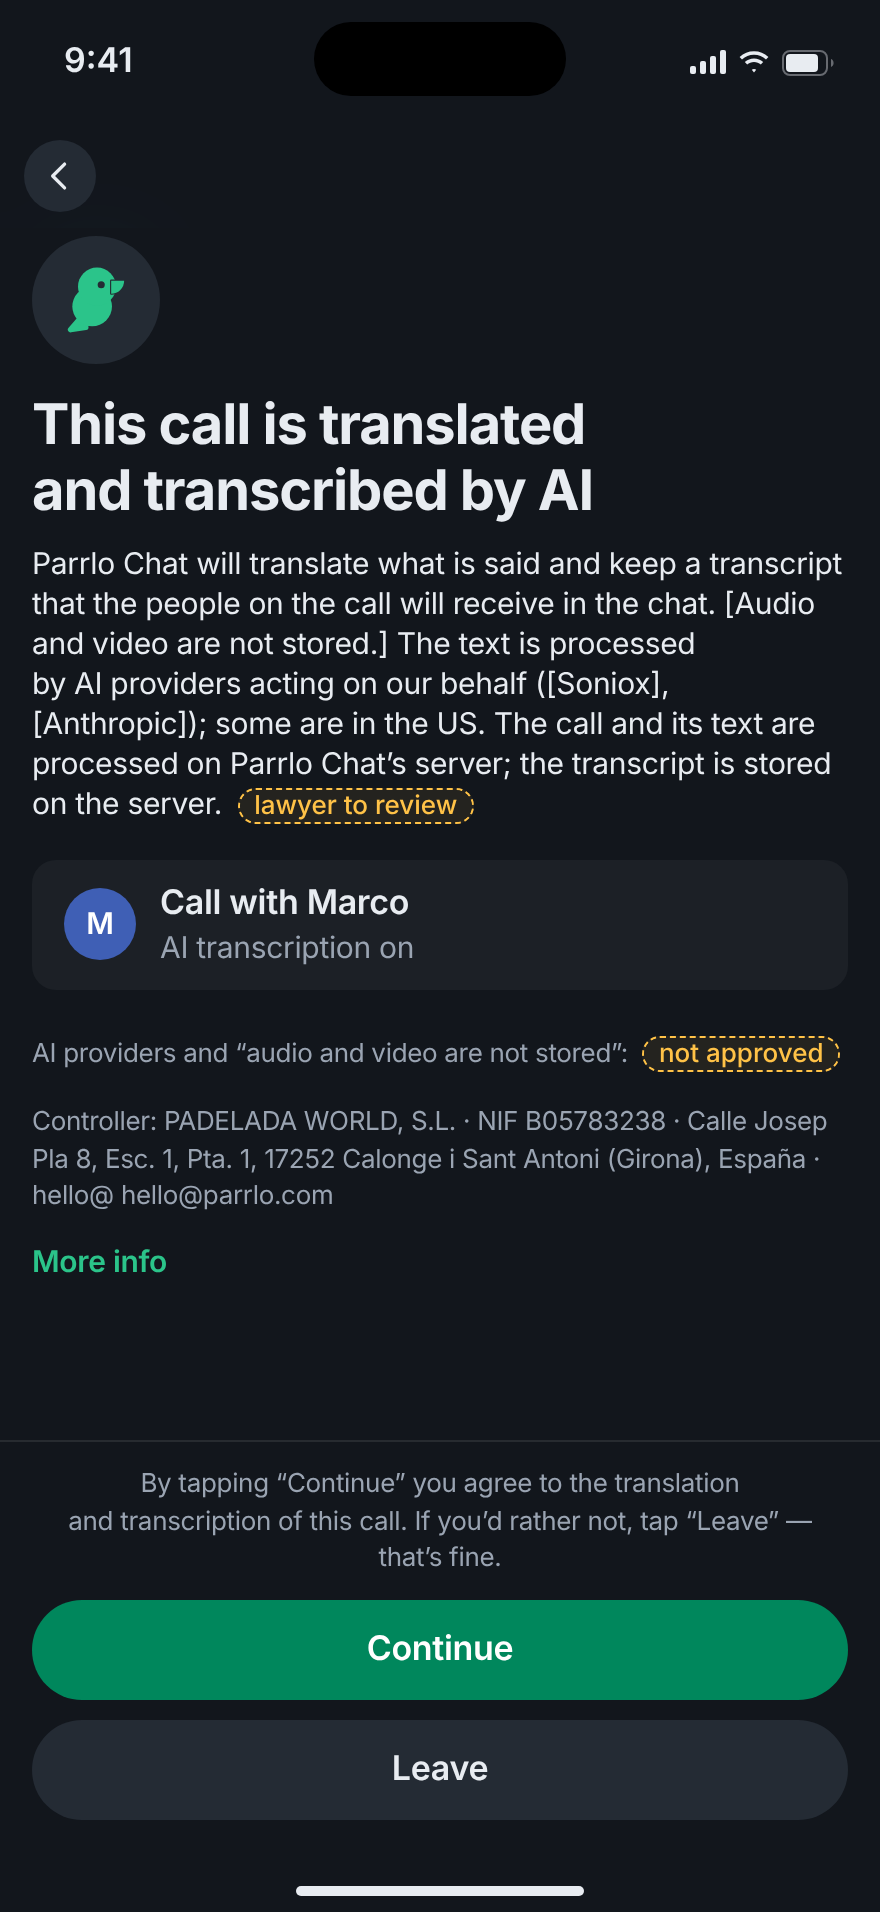 9:41
This call is translated
and transcribed by AI
Parrlo Chat will translate what is said and keep a transcript
that the people on the call will receive in the chat. [Audio
and video are not stored.] The text is processed
by AI providers acting on our behalf ([Soniox],
[Anthropic]); some are in the US. The call and its text are
processed on Parrlo Chat’s server; the transcript is stored
on the server. lawyer to review
M
Call with Marco
AI transcription on
AI providers and “audio and video are not stored”: not approved
Controller: PADELADA WORLD, S.L. · NIF B05783238 · Calle Josep
Pla 8, Esc. 1, Pta. 1, 17252 Calonge i Sant Antoni (Girona), España ·
hello@ hello@parrlo.com
More info
By tapping “Continue” you agree to the translation
and transcription of this call. If you’d rather not, tap “Leave” —
that’s fine.
Continue
Leave